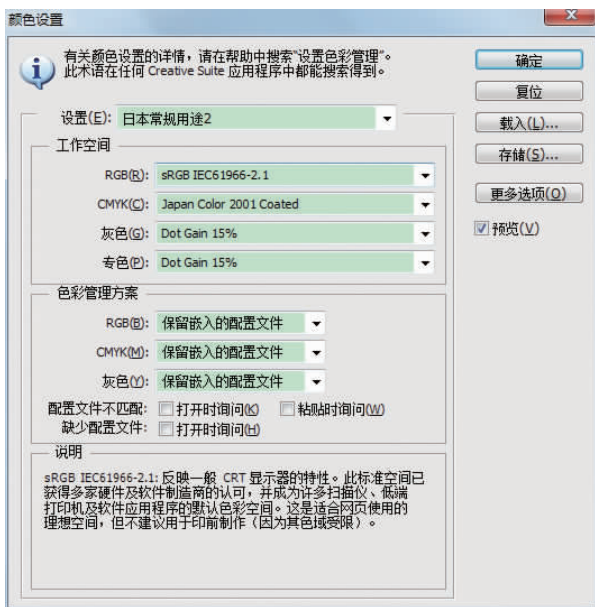 颜色设置
有关颜色设置的详情，请在帮助中搜索“设置色彩管理”。
此术语在任何 Creative Suite 应用程序中都能搜索得到。
确定
复位
载入(L)...
存储(S)...
更多选项(O)
预览(V)
设置(E): 日本常规用途2
工作空间
RGB(R): sRGB IEC61966-2.1
CMYK(C): Japan Color 2001 Coated
灰色(G): Dot Gain 15%
专色(P): Dot Gain 15%
色彩管理方案
RGB(B): 保留嵌入的配置文件
CMYK(M): 保留嵌入的配置文件
灰色(Y): 保留嵌入的配置文件
配置文件不匹配: 打开时询问(K) 粘贴时询问(W)
缺少配置文件: 打开时询问(H)
说明
sRGB IEC61966-2.1: 反映一般 CRT 显示器的特性。此标准空间已
获得多家硬件及软件制造商的认可，并成为许多扫描仪、低端
打印机及软件应用程序的默认色彩空间。这是适合网页使用的
理想空间，但不建议用于印前制作（因为其色域受限）。